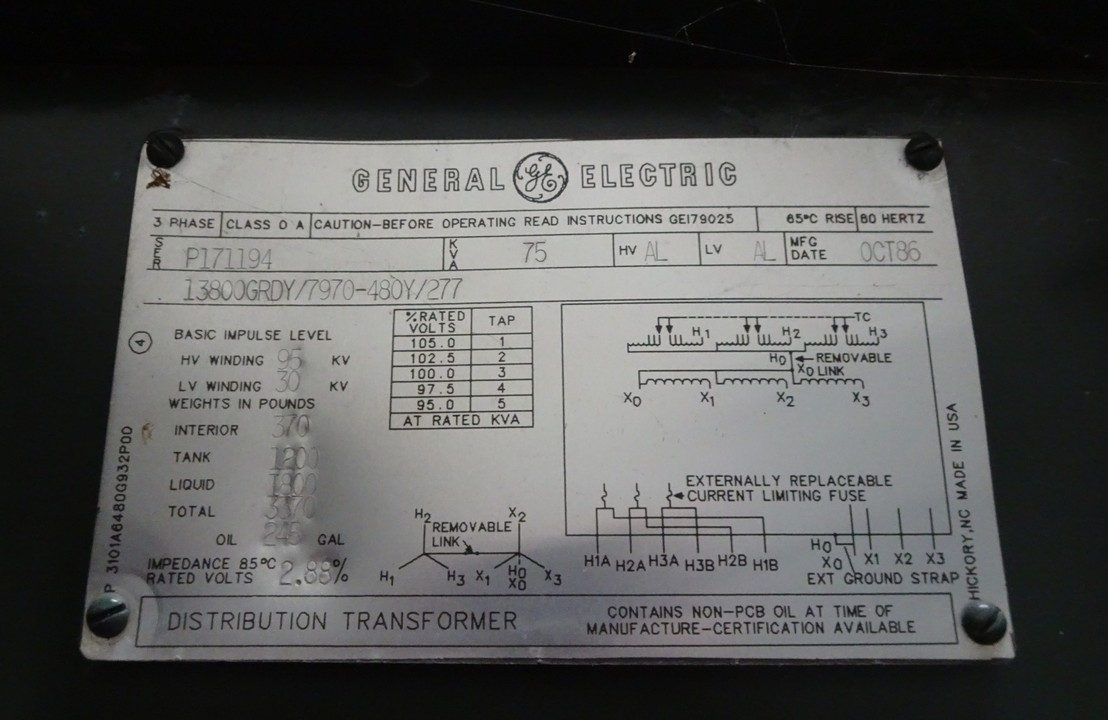 GENERAL GE ELECTRIC
3 PHASE CLASS O A CAUTION-BEFORE OPERATING READ INSTRUCTIONS GEI79025 65°C RISE 60 HERTZ
SER P171194 KVA 75 HV AL LV AL MFG DATE OCT86
13800GRDY/7970-480Y/277
4
BASIC IMPULSE LEVEL
HV WINDING 95 KV
LV WINDING 30 KV
WEIGHTS IN POUNDS
INTERIOR 370
TANK 1200
LIQUID 1800
TOTAL 3370
OIL 245 GAL
IMPEDANCE 85°C
RATED VOLTS 2.88%
%RATED VOLTS TAP
105.0 1
102.5 2
100.0 3
97.5 4
95.0 5
AT RATED KVA
TC
H1 H2 H3
H0 REMOVABLE
X0 LINK
X0 X1 X2 X3
EXTERNALLY REPLACEABLE
CURRENT LIMITING FUSE
H1A H2A H3A H3B H2B H1B
H0
X0 X1 X2 X3
EXT GROUND STRAP
H2 X2
REMOVABLE
LINK
H1 H3 X1 H0 X3
X0
P 3101A6480G932P00
HICKORY,NC MADE IN USA
DISTRIBUTION TRANSFORMER
CONTAINS NON-PCB OIL AT TIME OF
MANUFACTURE-CERTIFICATION AVAILABLE